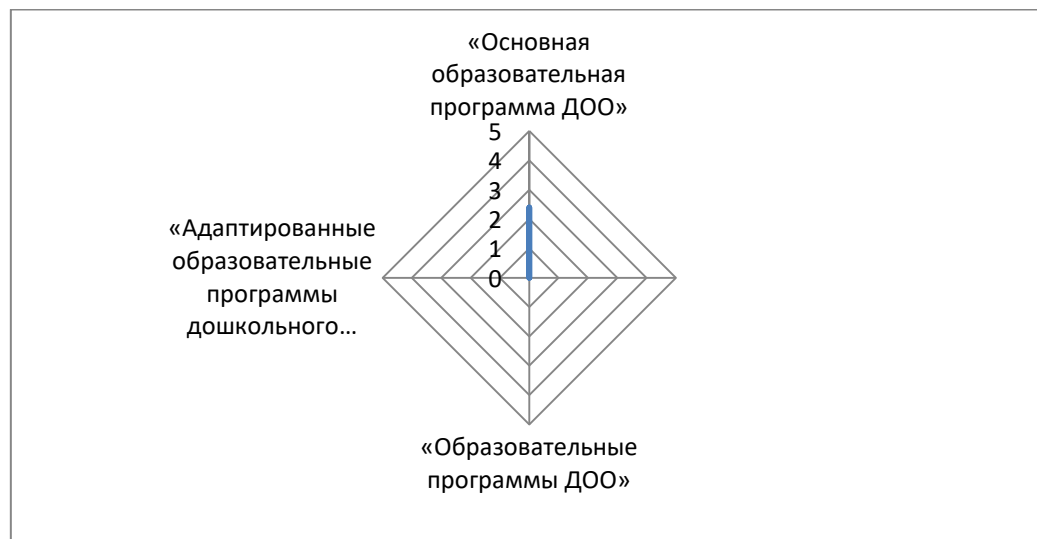 «Основная
образовательная
программа ДОО»
5
4
3
2
1
0
«Адаптированные
образовательные
программы
дошкольного...
«Образовательные
программы ДОО»